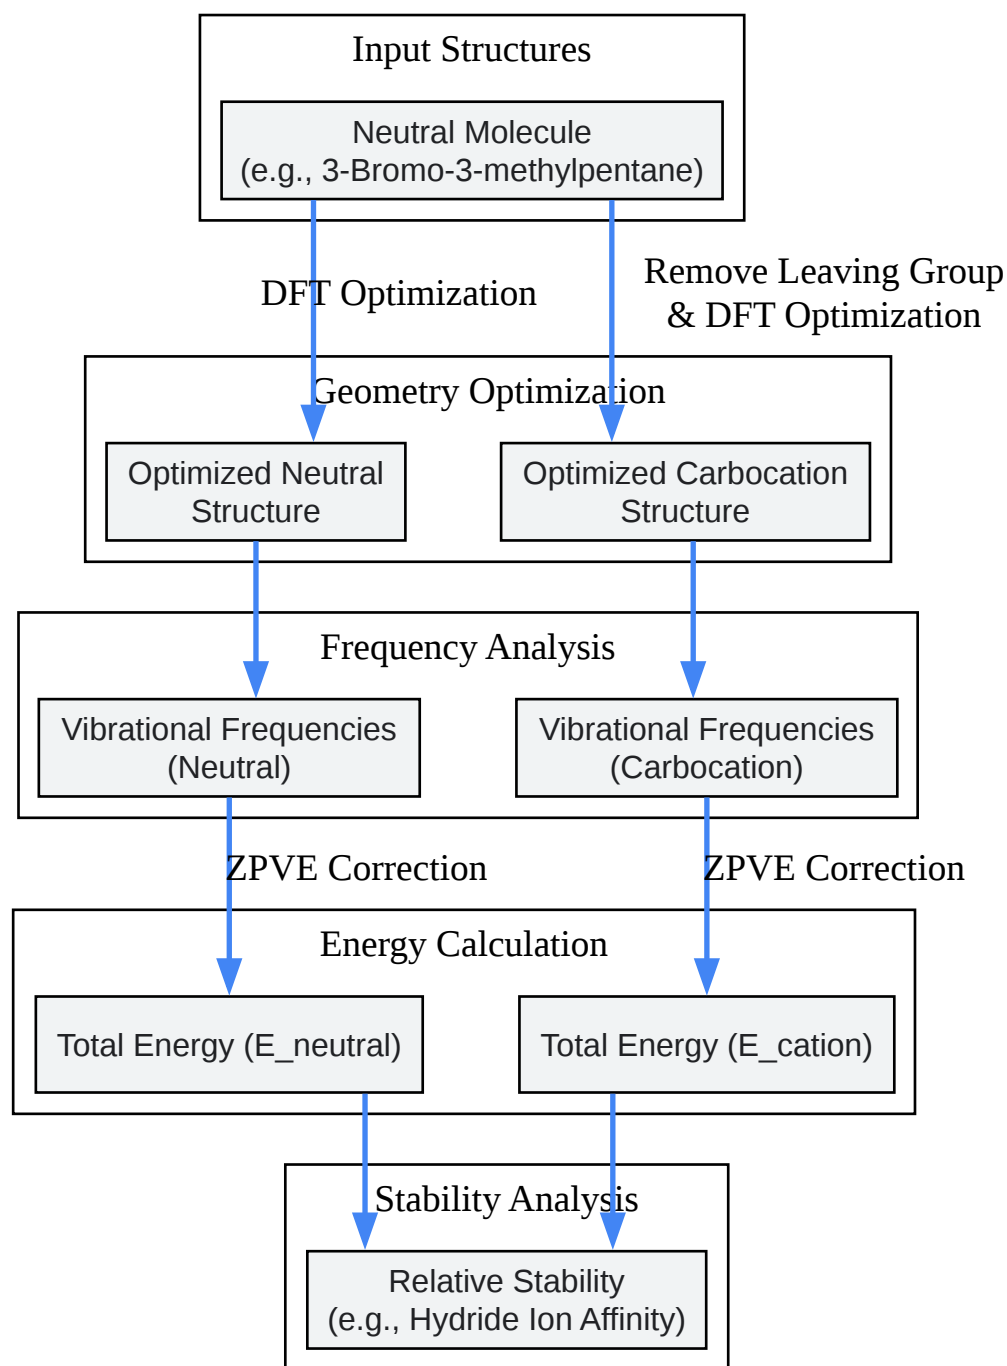 Input Structures
Neutral Molecule
(e.g., 3-Bromo-3-methylpentane)
DFT Optimization
Remove Leaving Group
& DFT Optimization
Geometry Optimization
Optimized Neutral
Structure
Optimized Carbocation
Structure
Frequency Analysis
Vibrational Frequencies
(Neutral)
Vibrational Frequencies
(Carbocation)
ZPVE Correction
ZPVE Correction
Energy Calculation
Total Energy (E_neutral)
Total Energy (E_cation)
Stability Analysis
Relative Stability
(e.g., Hydride Ion Affinity)